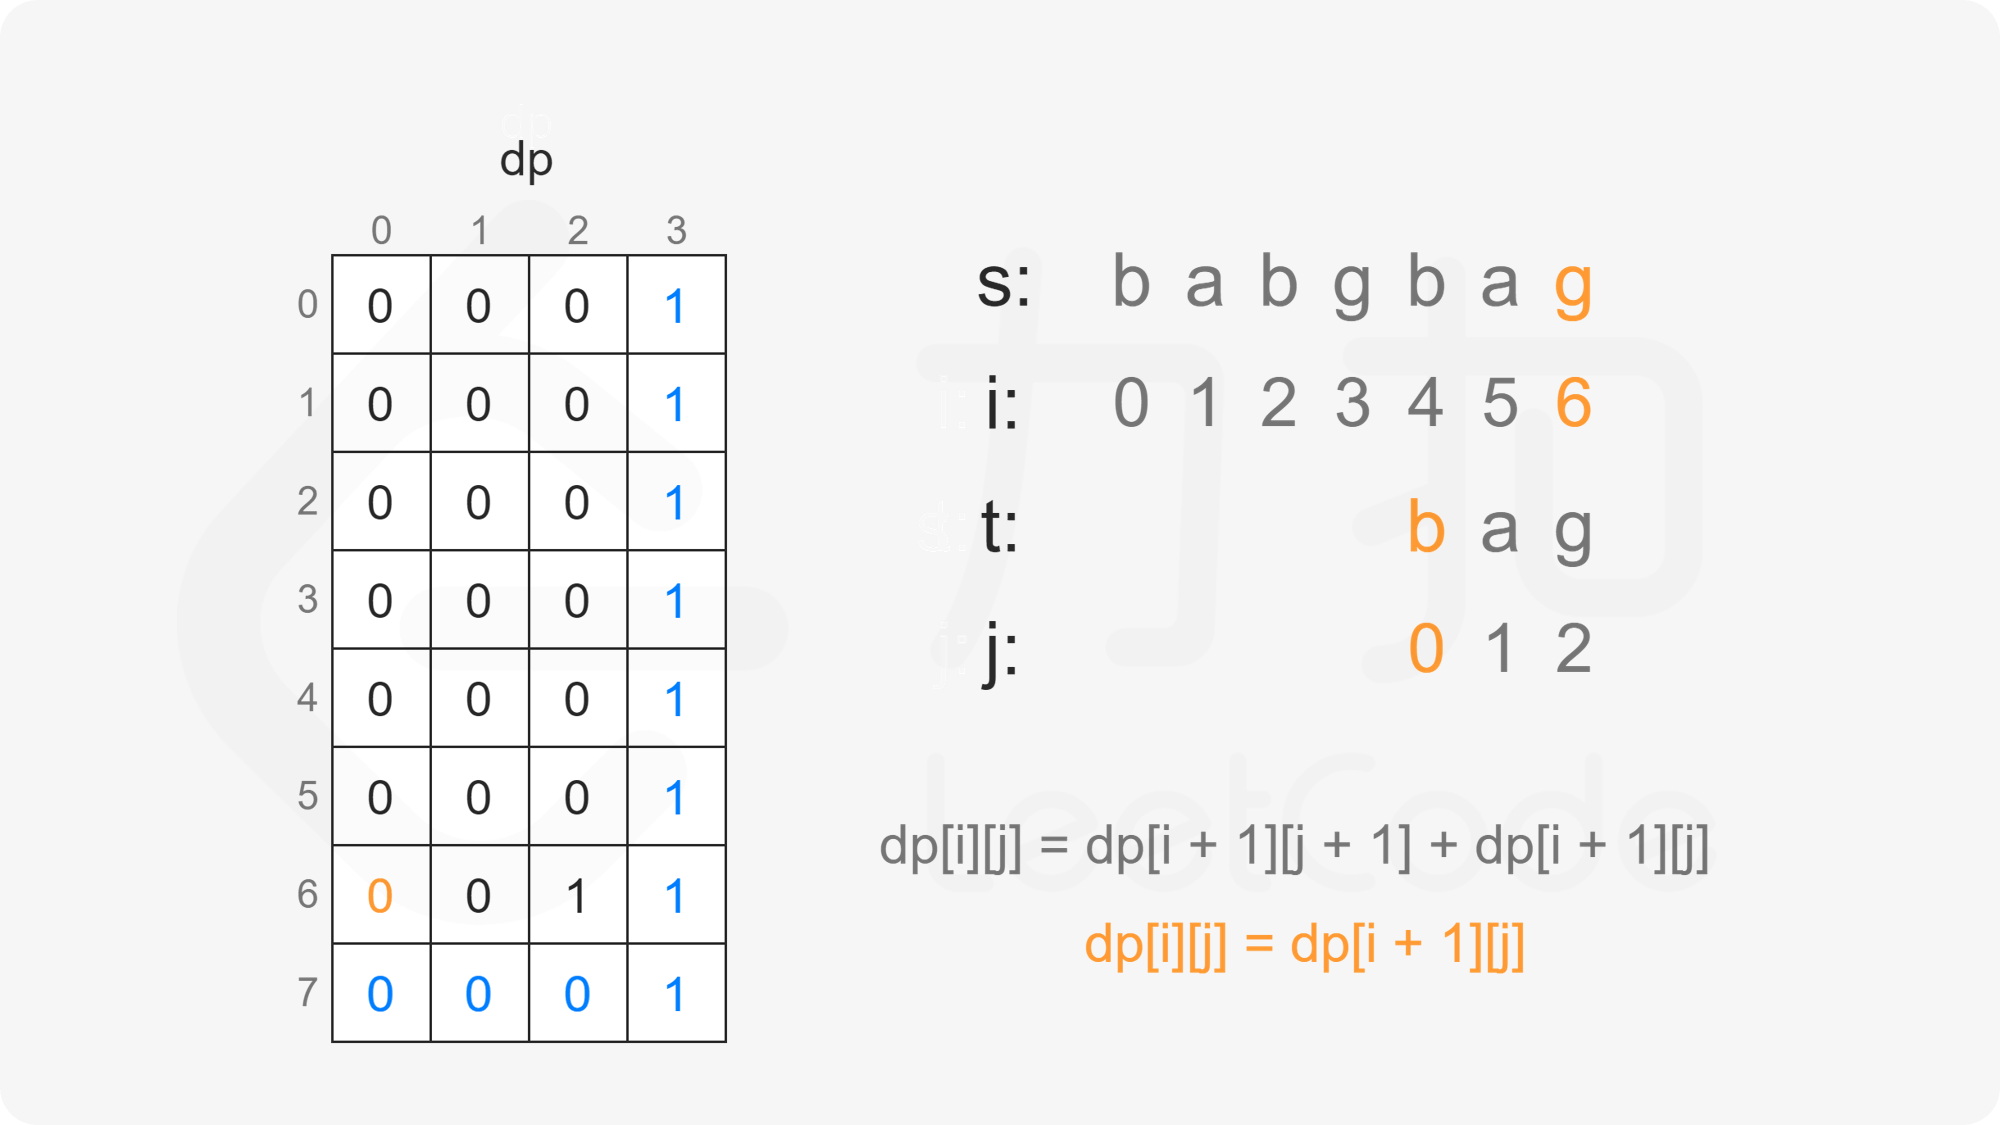 dp
0 1 2 3
0 0 0 0 1
1 0 0 0 1
2 0 0 0 1
3 0 0 0 1
4 0 0 0 1
5 0 0 0 1
6 0 0 1 1
7 0 0 0 1
s: b a b g b a g
i: 0 1 2 3 4 5 6
t: b a g
j: 0 1 2
dp[i][j] = dp[i + 1][j + 1] + dp[i + 1][j]
dp[i][j] = dp[i + 1][j]
力扣
LeetCode